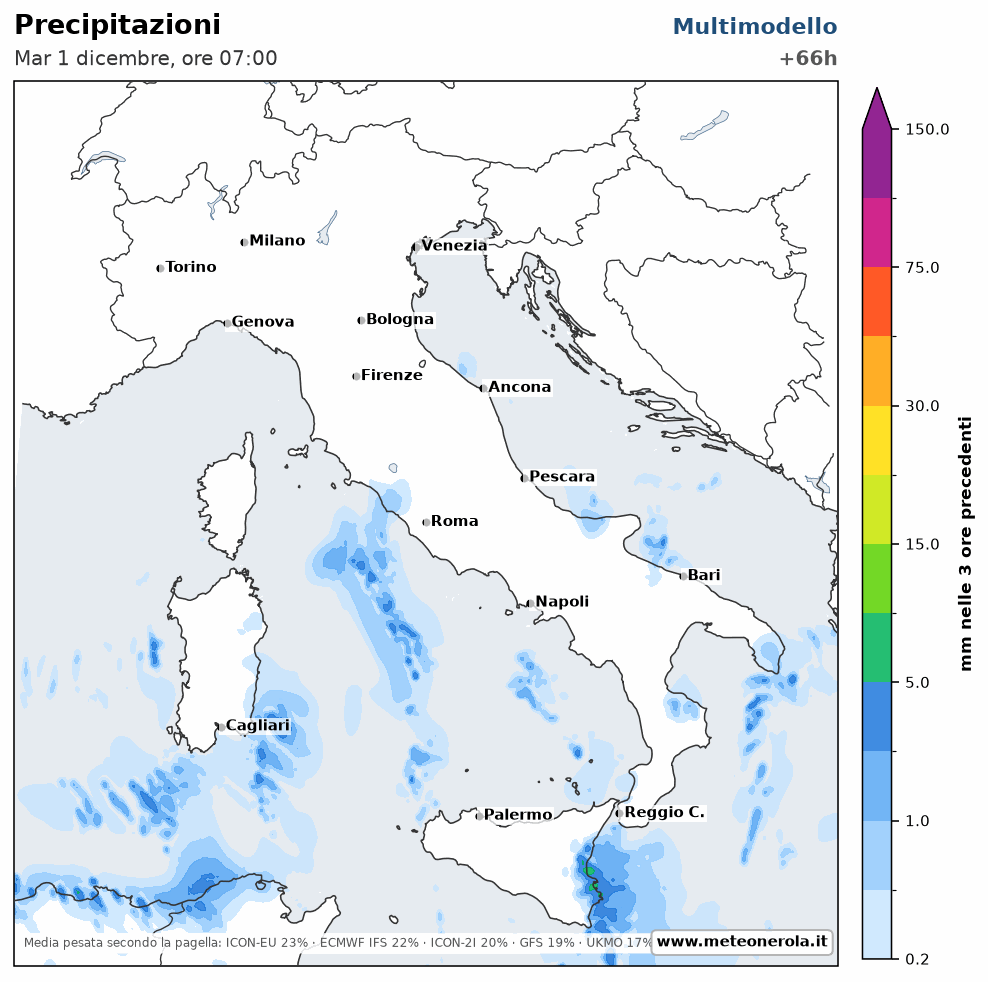 Precipitazioni
Multimodello
Mar 1 dicembre, ore 07:00
+66h
150.0
75.0
30.0
15.0
5.0
1.0
0.2
mm nelle 3 ore precedenti
Milano
Venezia
Torino
Genova
Bologna
Firenze
Ancona
Pescara
Roma
Bari
Napoli
Cagliari
Palermo
Reggio C.
Media pesata secondo la pagella: ICON-EU 23% · ECMWF IFS 22% · ICON-2I 20% · GFS 19% · UKMO 17%
www.meteonerola.it